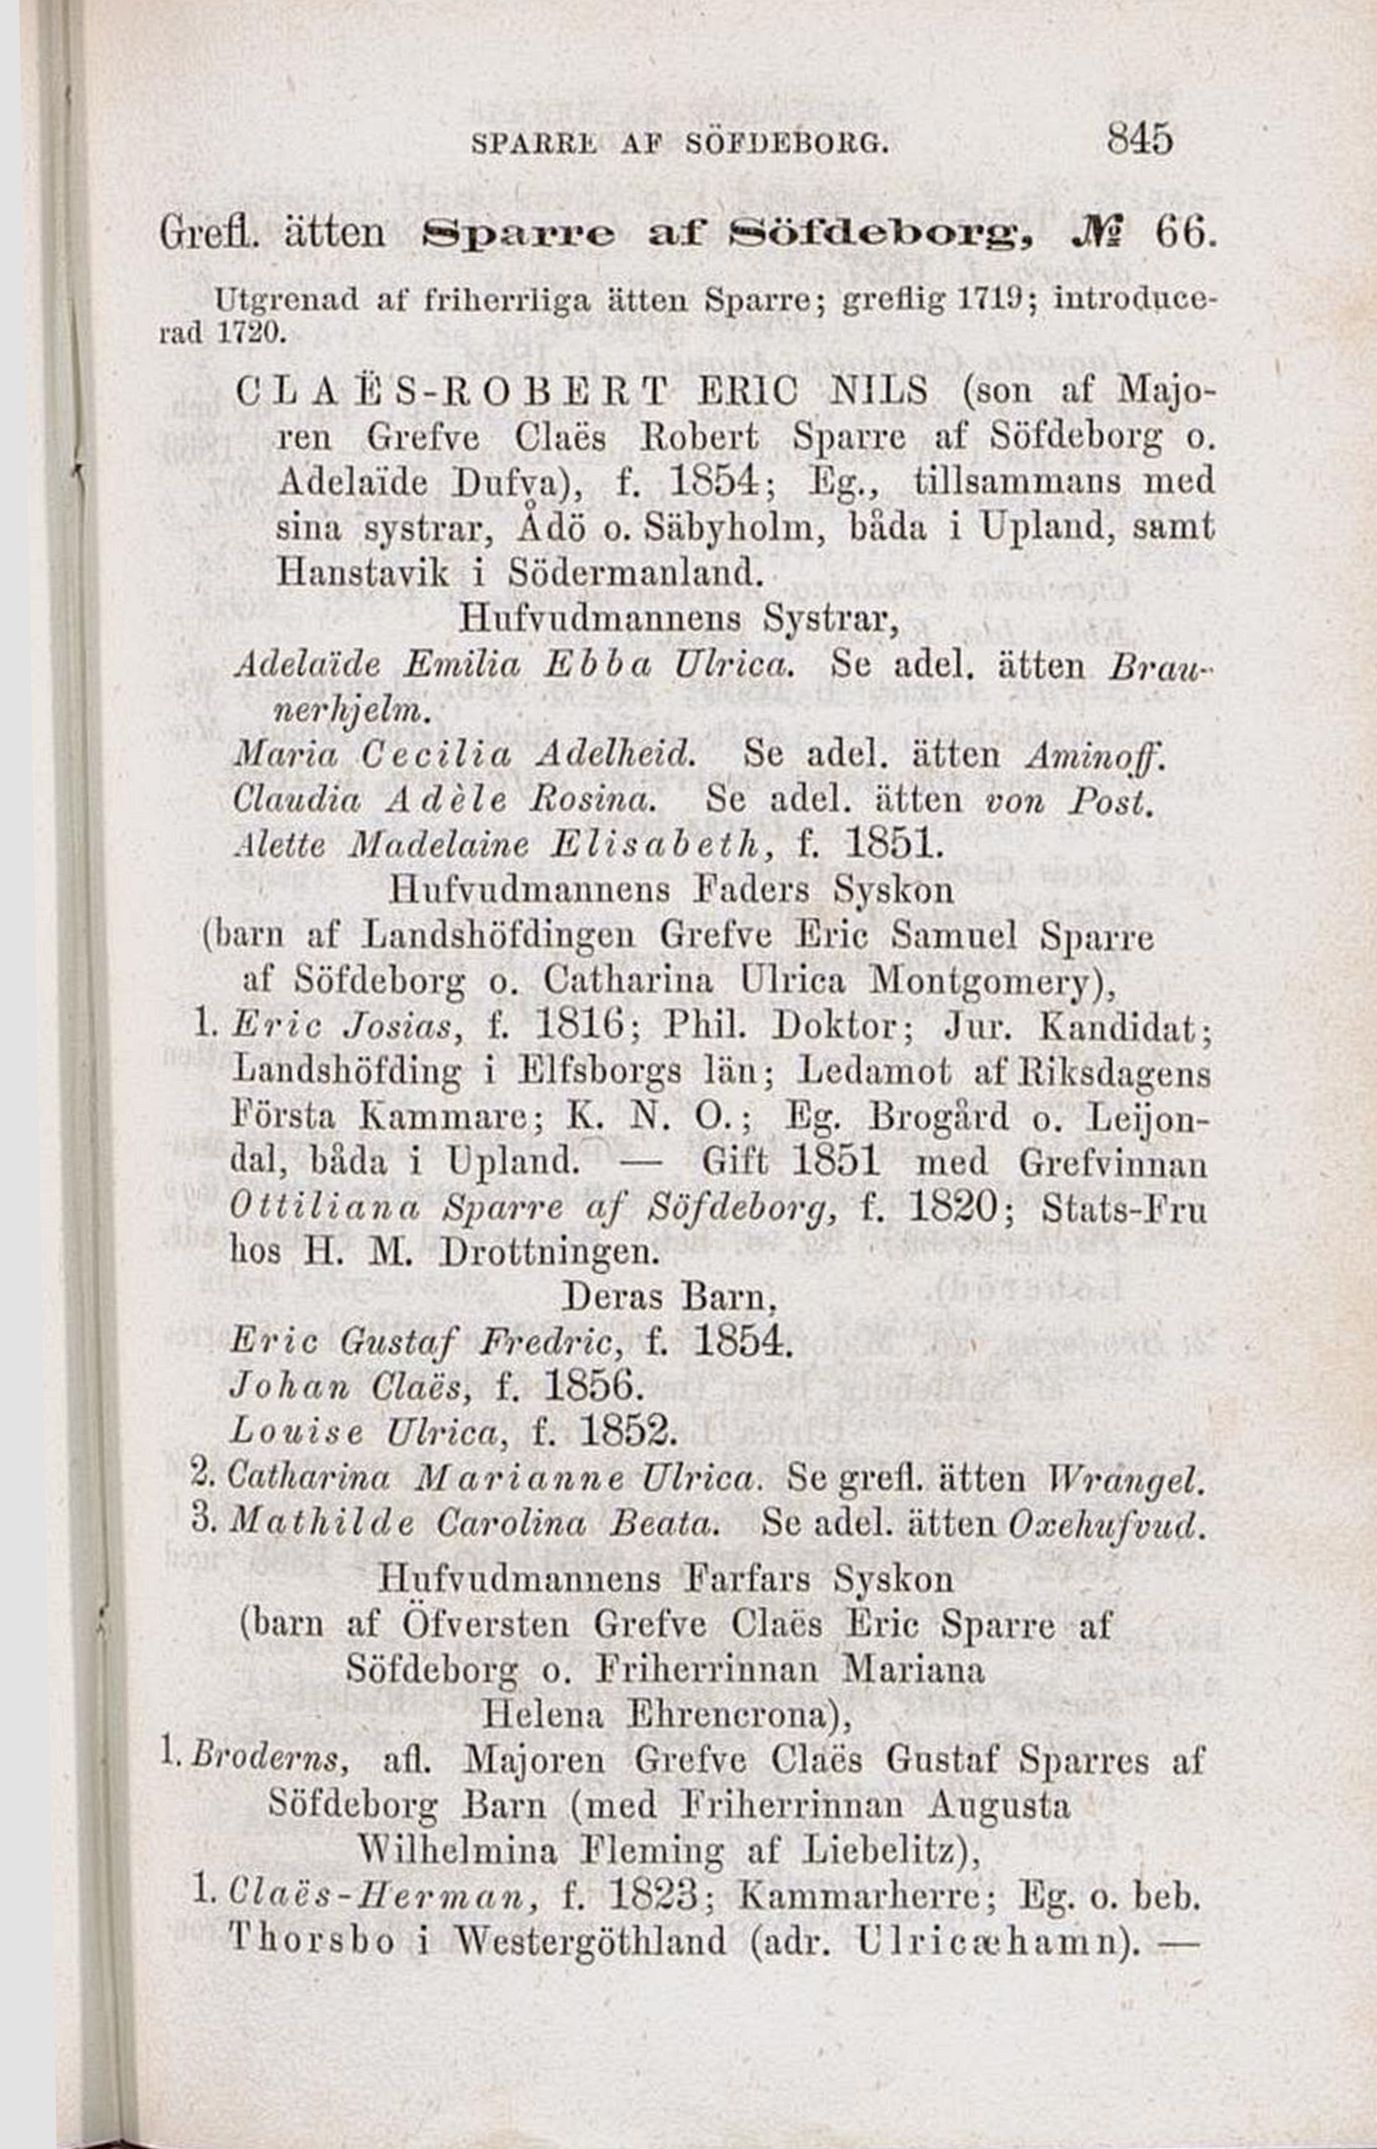 SPARRE AF SÖFDEBORG. 845
Grefl. ätten Sparre af Söfdeborg, № 66.
Utgrenad af friherrliga ätten Sparre; greflig 1719; introduce-
rad 1720.
CLAËS-ROBERT ERIC NILS (son af Majo-
ren Grefve Claës Robert Sparre af Söfdeborg o.
Adelaïde Dufva), f. 1854; Eg., tillsammans med
sina systrar, Ådö o. Säbyholm, båda i Upland, samt
Hanstavik i Södermanland.
Hufvudmannens Systrar,
Adelaïde Emilia Ebba Ulrica. Se adel. ätten Brau-
nerhjelm.
Maria Cecilia Adelheid. Se adel. ätten Aminoff.
Claudia Adèle Rosina. Se adel. ätten von Post.
Alette Madelaine Elisabeth, f. 1851.
Hufvudmannens Faders Syskon
(barn af Landshöfdingen Grefve Eric Samuel Sparre
af Söfdeborg o. Catharina Ulrica Montgomery),
1. Eric Josias, f. 1816; Phil. Doktor; Jur. Kandidat;
Landshöfding i Elfsborgs län; Ledamot af Riksdagens
Första Kammare; K. N. O.; Eg. Brogård o. Leijon-
dal, båda i Upland. — Gift 1851 med Grefvinnan
Ottiliana Sparre af Söfdeborg, f. 1820; Stats-Fru
hos H. M. Drottningen.
Deras Barn,
Eric Gustaf Fredric, f. 1854.
Johan Claës, f. 1856.
Louise Ulrica, f. 1852.
2. Catharina Marianne Ulrica. Se grefl. ätten Wrangel.
3. Mathilde Carolina Beata. Se adel. ätten Oxehufvud.
Hufvudmannens Farfars Syskon
(barn af Öfversten Grefve Claës Eric Sparre af
Söfdeborg o. Friherrinnan Mariana
Helena Ehrencrona),
1. Broderns, afl. Majoren Grefve Claës Gustaf Sparres af
Söfdeborg Barn (med Friherrinnan Augusta
Wilhelmina Fleming af Liebelitz),
1. Claës-Herman, f. 1823; Kammarherre; Eg. o. beb.
Thorsbo i Westergöthland (adr. Ulricæhamn). —